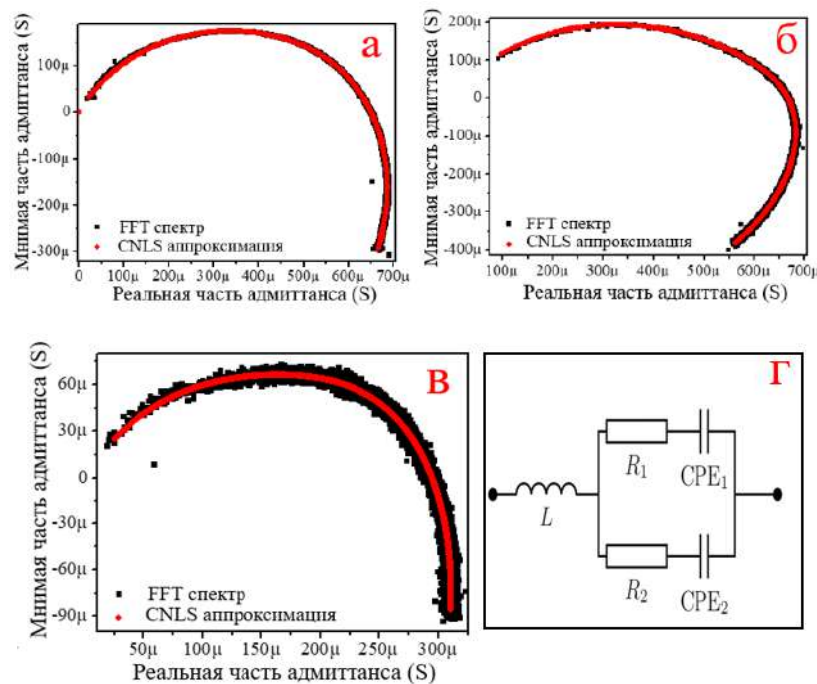 а
Мнимая часть адмиттанса (S)
100µ
0
-100µ
-200µ
-300µ
FFT спектр
CNLS аппроксимация
0 100µ 200µ 300µ 400µ 500µ 600µ 700µ
Реальная часть адмиттанса (S)
б
Мнимая часть адмиттанса (S)
200µ
100µ
0
-100µ
-200µ
-300µ
-400µ
FFT спектр
CNLS аппроксимация
100µ 200µ 300µ 400µ 500µ 600µ 700µ
Реальная часть адмиттанса (S)
в
Мнимая часть адмиттанса (S)
60µ
30µ
0
-30µ
-60µ
-90µ
FFT спектр
CNLS аппроксимация
50µ 100µ 150µ 200µ 250µ 300µ
Реальная часть адмиттанса (S)
г
R₁ CPE₁
L
R₂ CPE₂